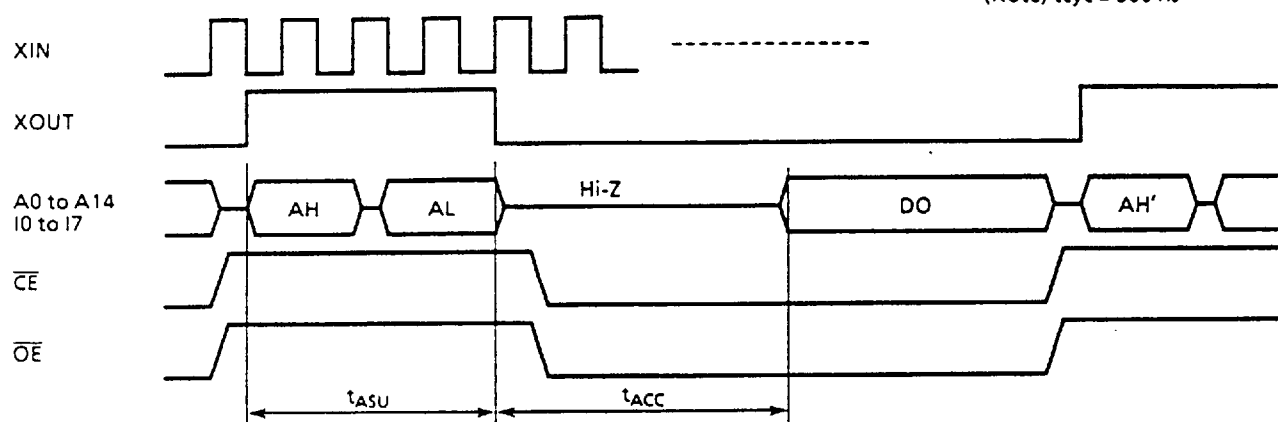 XIN
XOUT
A0 to A14
I0 to I7
Hi-Z
AH
AL
DO
AH'
CE
OE
tASU
tACC